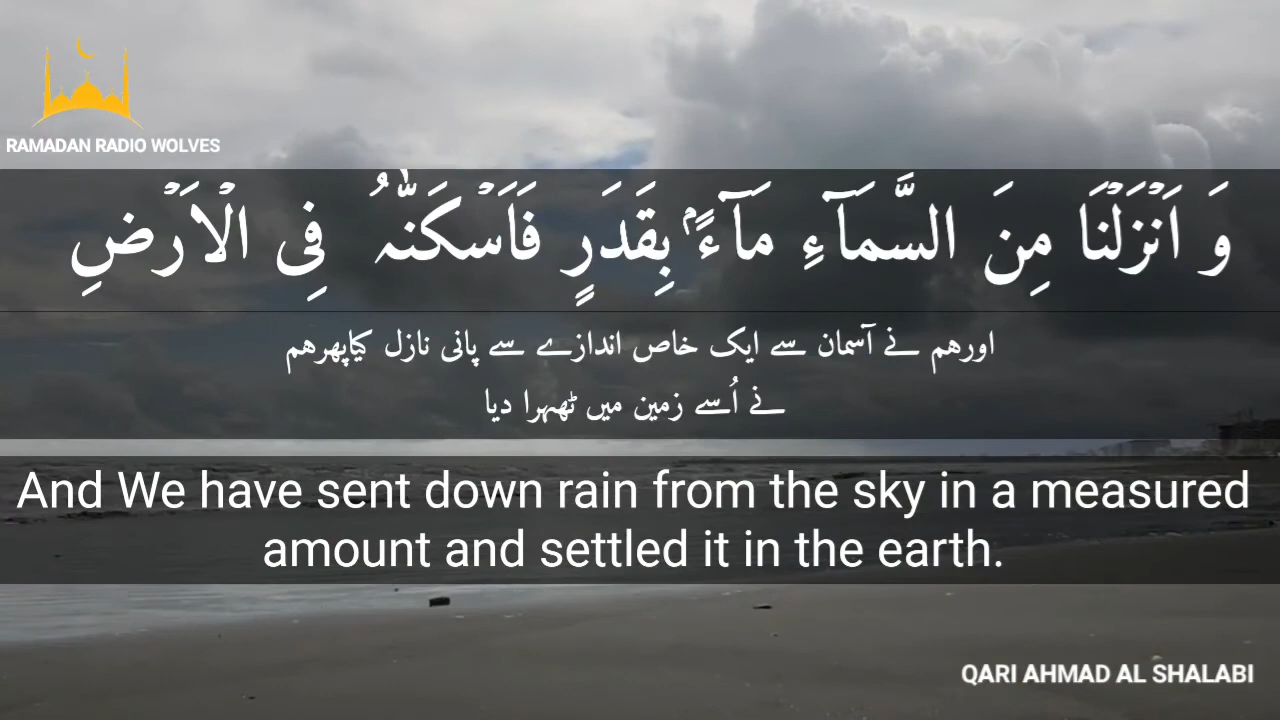 RAMADAN RADIO WOLVES
وَ اَنۡزَلۡنَا مِنَ السَّمَآءِ مَآءًۢ بِقَدَرٍ فَاَسۡكَنّٰهُ فِى الۡاَرۡضِ
اورهم نے آسمان سے ایک خاص اندازے سے پانی نازل کیاپھرهم
نے اُسے زمین میں ٹھہرا دیا
And We have sent down rain from the sky in a measured
amount and settled it in the earth.
QARI AHMAD AL SHALABI